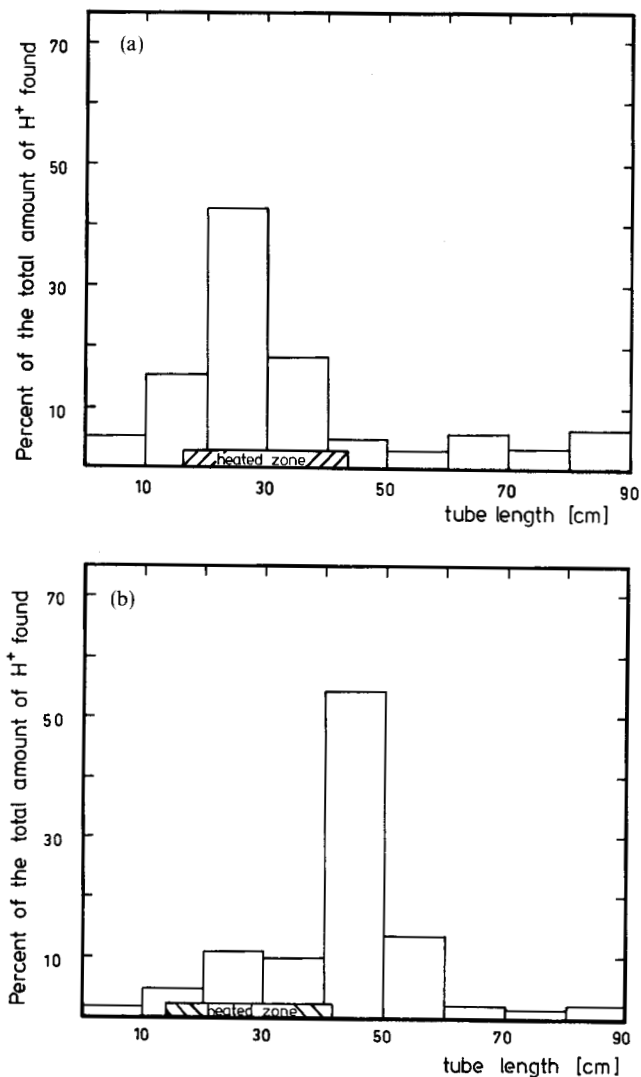 (a)
Percent of the total amount of H⁺ found
70
50
30
10
heated zone
10 30 50 70 90
tube length [cm]
(b)
Percent of the total amount of H⁺ found
70
50
30
10
heated zone
10 30 50 70 90
tube length [cm]